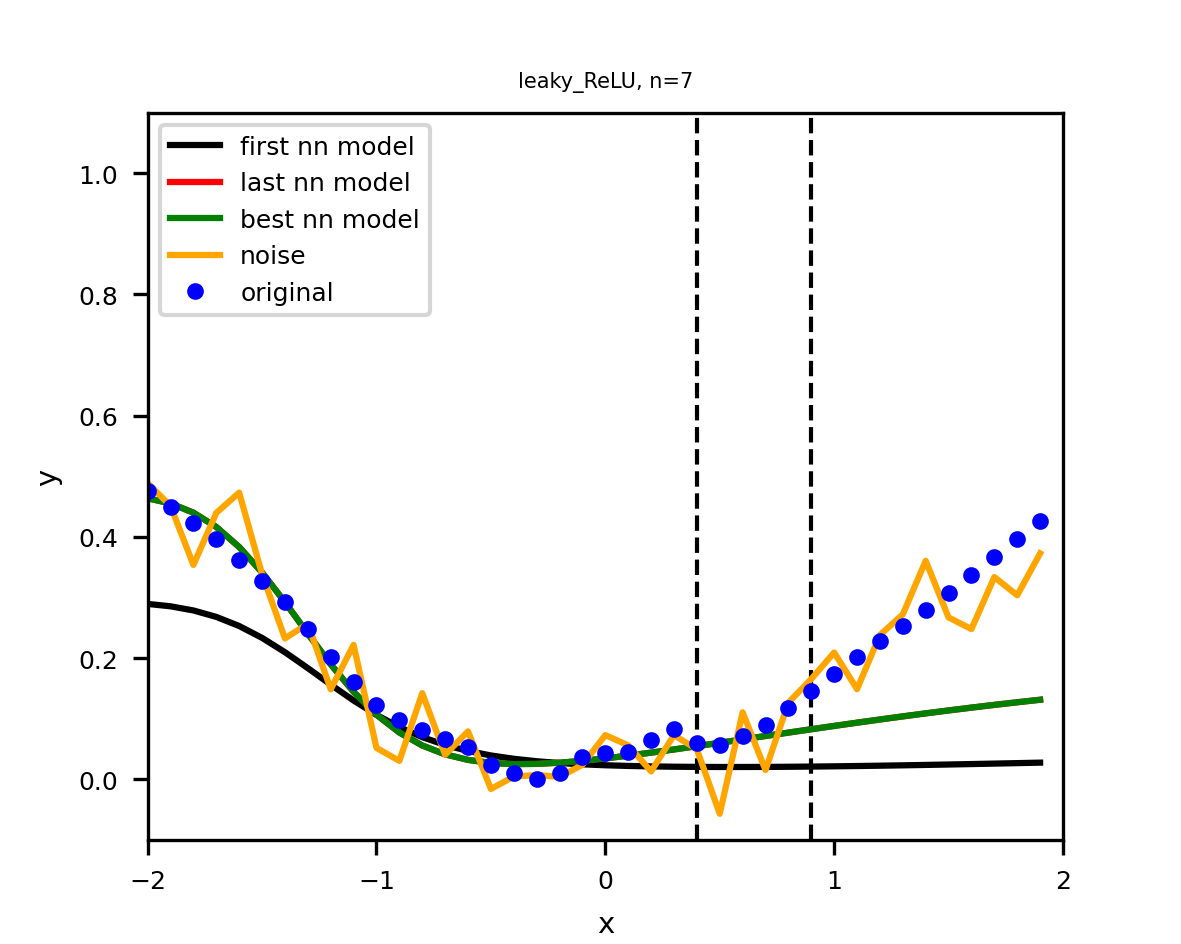 leaky_ReLU, n=7
first nn model
last nn model
best nn model
noise
original
1.0
0.8
0.6
0.4
0.2
0.0
y
−2
−1
0
1
2
x